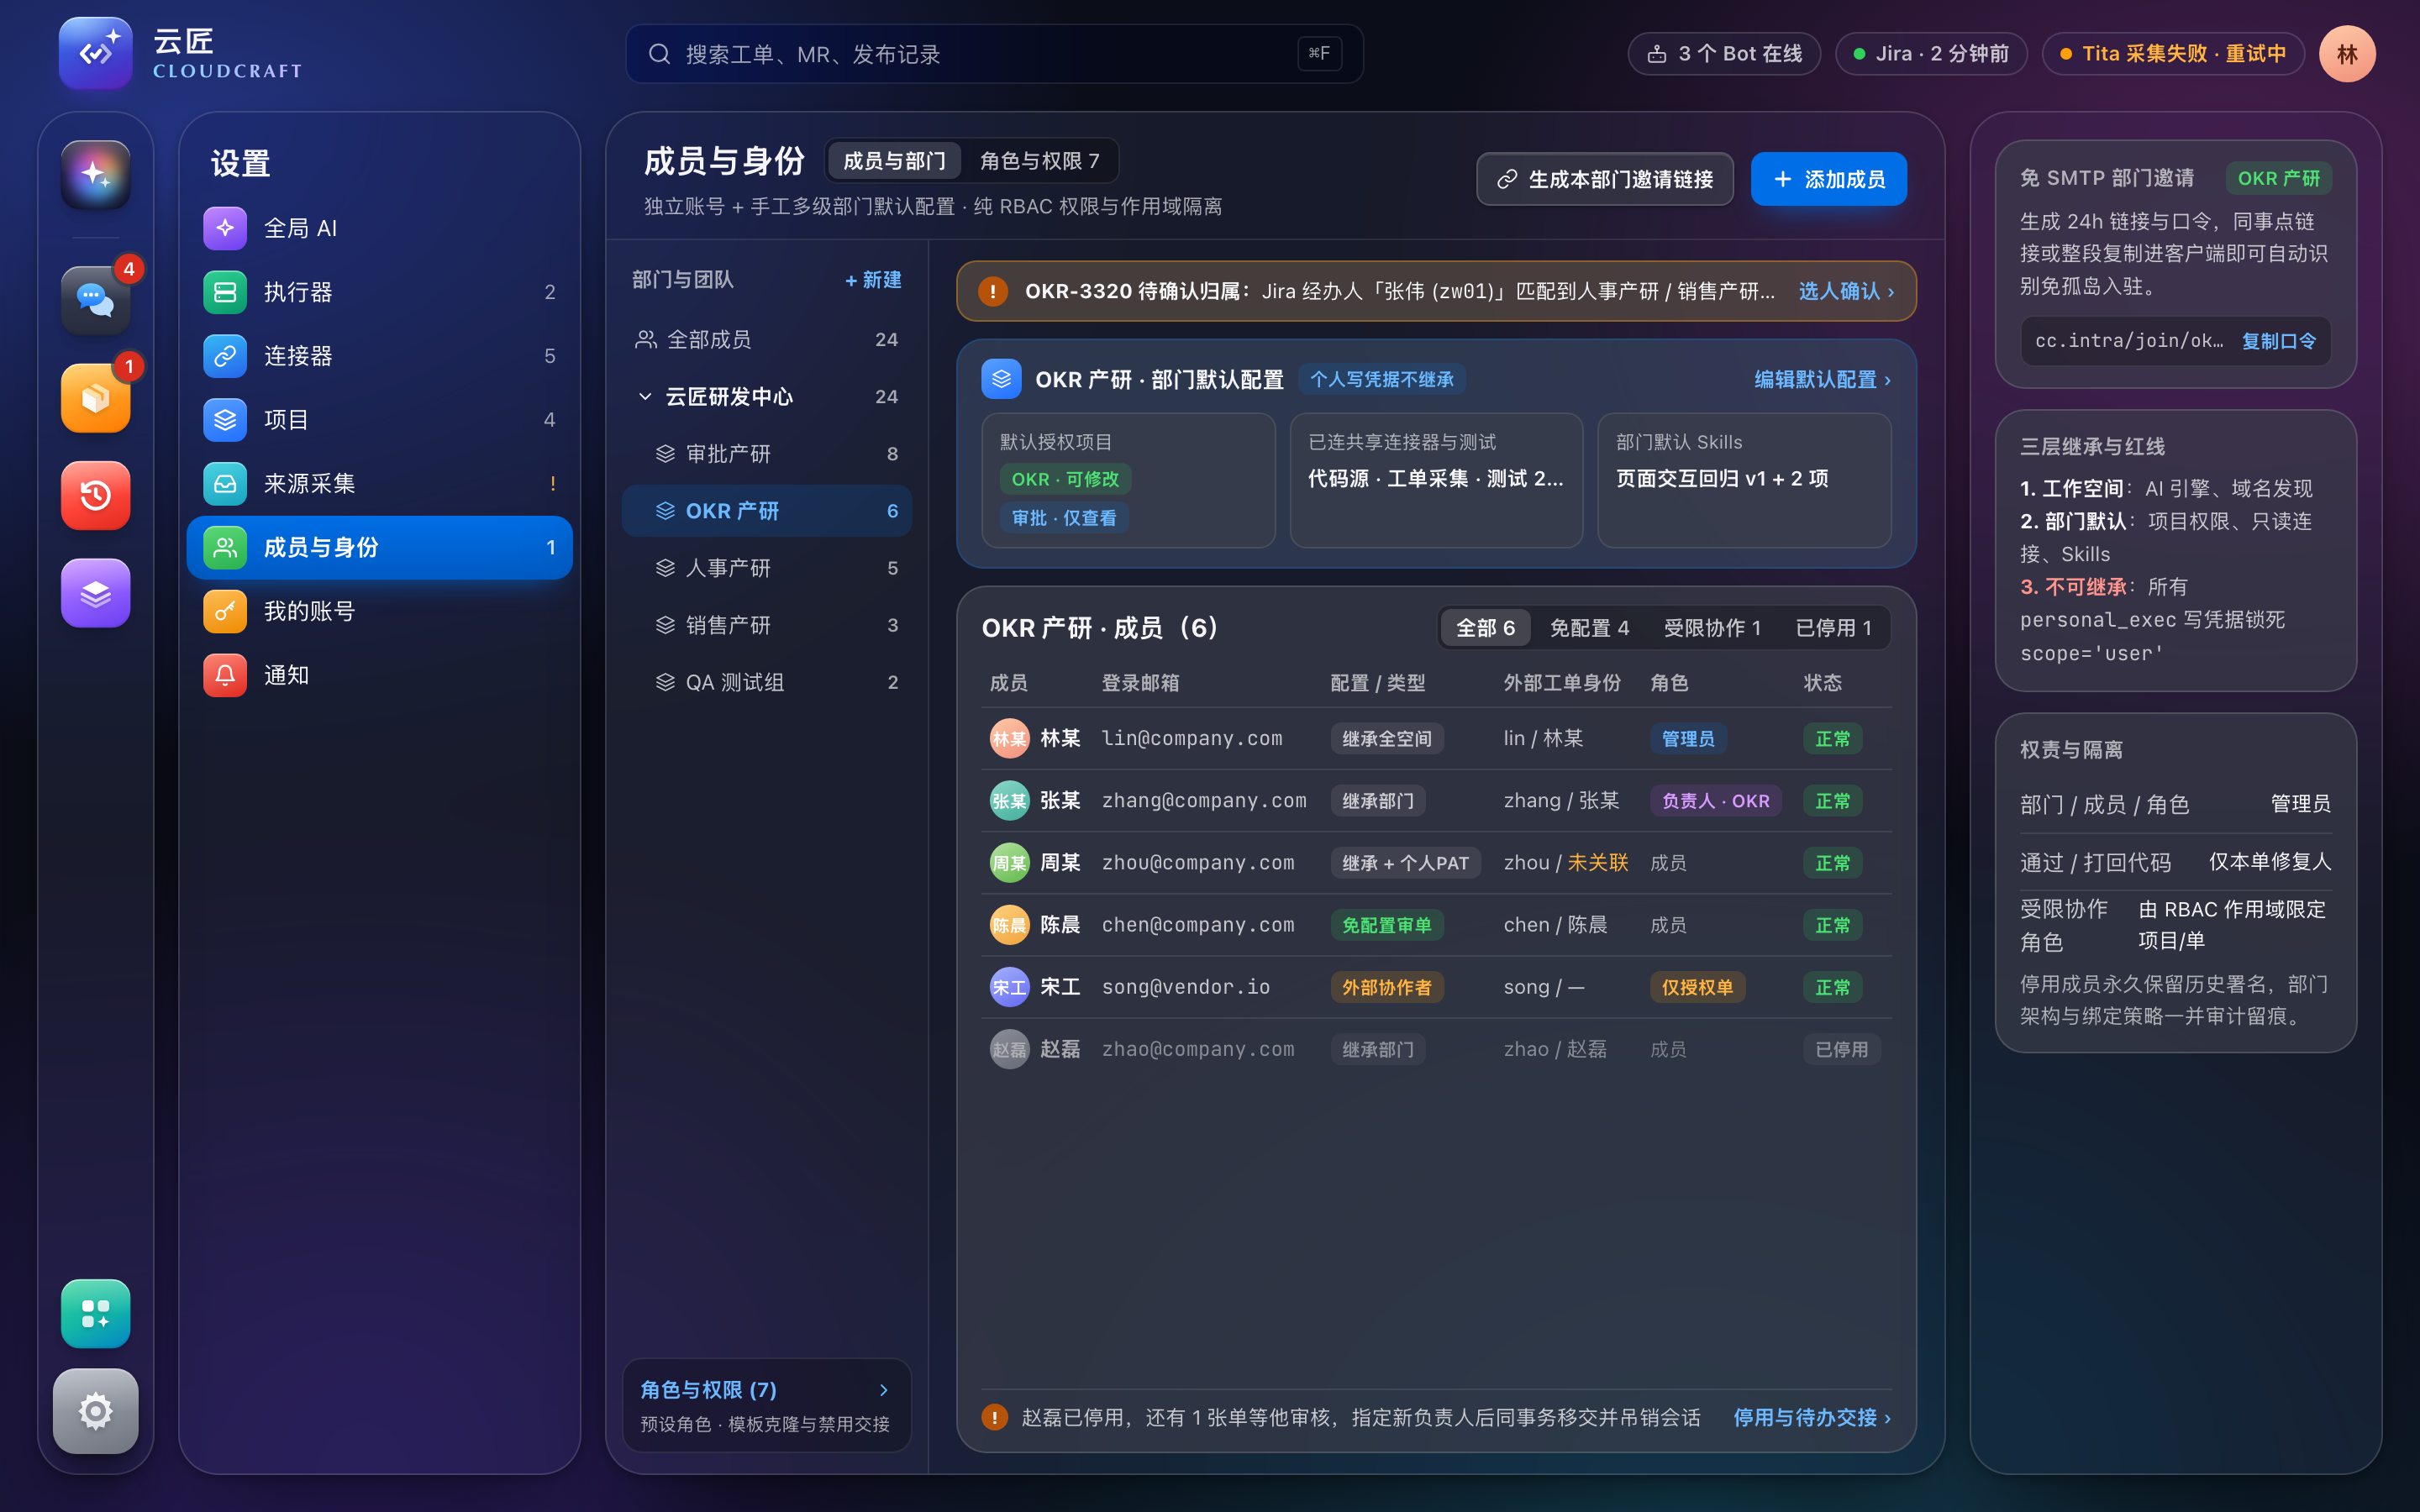 云匠
CLOUDCRAFT
搜索工单、MR、发布记录
⌘F
3 个 Bot 在线
Jira · 2 分钟前
Tita 采集失败 · 重试中
林
4
1
设置
全局 AI
执行器 2
连接器 5
项目 4
来源采集 !
成员与身份 1
我的账号
通知
成员与身份
成员与部门
角色与权限 7
独立账号 + 手工多级部门默认配置 · 纯 RBAC 权限与作用域隔离
生成本部门邀请链接
+ 添加成员
部门与团队
+ 新建
全部成员 24
云匠研发中心 24
审批产研 8
OKR 产研 6
人事产研 5
销售产研 3
QA 测试组 2
角色与权限 (7) ›
预设角色 · 模板克隆与禁用交接
! OKR-3320 待确认归属：Jira 经办人「张伟 (zw01)」匹配到人事产研 / 销售产研… 选人确认 ›
OKR 产研 · 部门默认配置
个人写凭据不继承
编辑默认配置 ›
默认授权项目
OKR · 可修改
审批 · 仅查看
已连共享连接器与测试
代码源 · 工单采集 · 测试 2…
部门默认 Skills
页面交互回归 v1 + 2 项
OKR 产研 · 成员（6）
全部 6 免配置 4 受限协作 1 已停用 1
成员 登录邮箱 配置 / 类型 外部工单身份 角色 状态
林某 林某 lin@company.com 继承全空间 lin / 林某 管理员 正常
张某 张某 zhang@company.com 继承部门 zhang / 张某 负责人 · OKR 正常
周某 周某 zhou@company.com 继承 + 个人PAT zhou / 未关联 成员 正常
陈晨 陈晨 chen@company.com 免配置审单 chen / 陈晨 成员 正常
宋工 宋工 song@vendor.io 外部协作者 song / — 仅授权单 正常
赵磊 赵磊 zhao@company.com 继承部门 zhao / 赵磊 成员 已停用
! 赵磊已停用，还有 1 张单等他审核，指定新负责人后同事务移交并吊销会话 停用与待办交接 ›
免 SMTP 部门邀请
OKR 产研
生成 24h 链接与口令，同事点链
接或整段复制进客户端即可自动识
别免孤岛入驻。
cc.intra/join/ok… 复制口令
三层继承与红线
1. 工作空间：AI 引擎、域名发现
2. 部门默认：项目权限、只读连
接、Skills
3. 不可继承：所有
personal_exec 写凭据锁死
scope='user'
权责与隔离
部门 / 成员 / 角色 管理员
通过 / 打回代码 仅本单修复人
受限协作
角色
由 RBAC 作用域限定
项目/单
停用成员永久保留历史署名，部门
架构与绑定策略一并审计留痕。